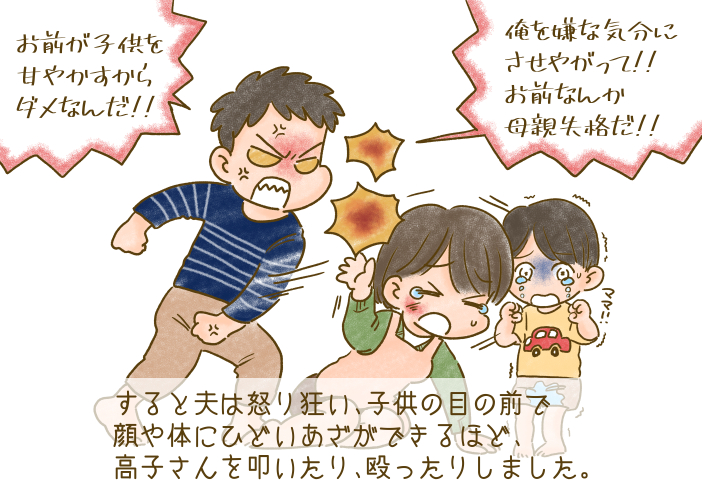 お前が子供を
甘やかすから
ダメなんだ!!
俺を嫌な気分に
させやがって!!
お前なんか
母親失格だ!!
ママ…!
すると夫は怒り狂い、子供の目の前で
顔や体にひどいあざができるほど、
高子さんを叩いたり、殴ったりしました。